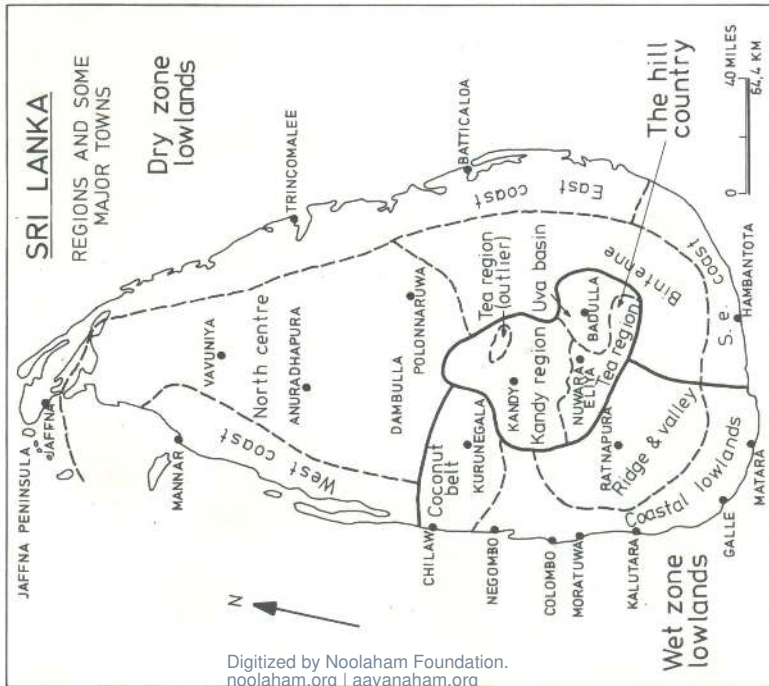 SRI LANKA
REGIONS AND SOME
MAJOR TOWNS
Dry zone
lowlands
JAFFNA PENINSULA
JAFFNA
MANNAR
VAVUNIYA
TRINCOMALEE
North centre
ANURADHAPURA
West coast
DAMBULLA
POLONNARUWA
BATTICALOA
East coast
CHILAW
Coconut
belt
KURUNEGALA
NEGOMBO
Tea region
(outlier)
Uva basin
KANDY
Kandy region
BADULLA
NUWARA
ELIYA
Tea region
Bintenne
The hill
country
COLOMBO
MORATUWA
RATNAPURA
Ridge & valley
KALUTARA
Coastal lowlands
S.e. coast
HAMBANTOTA
GALLE
MATARA
Wet zone
lowlands
N
0
40 MILES
64,4 KM
Digitized by Noolaham Foundation.
noolaham.org | aavanaham.org